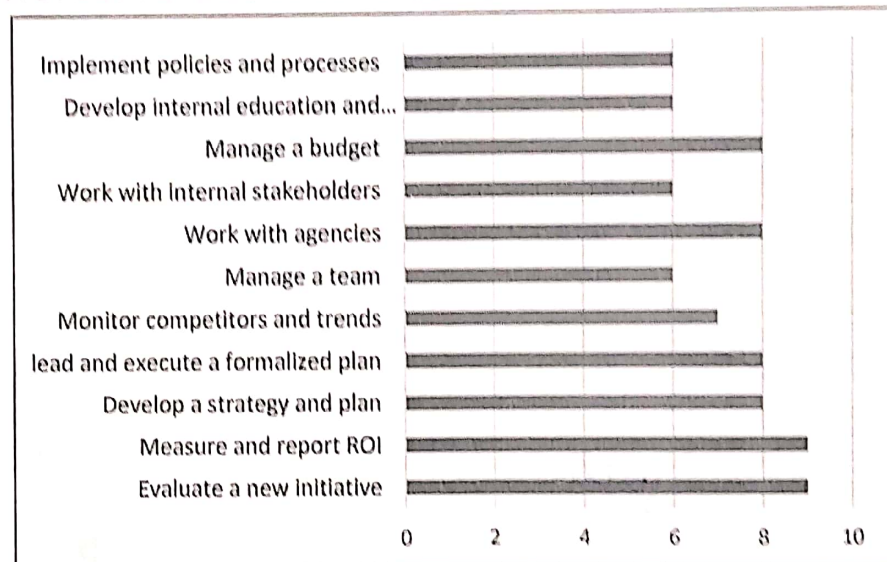 Implement policies and processes
Develop internal education and...
Manage a budget
Work with internal stakeholders
Work with agencies
Manage a team
Monitor competitors and trends
lead and execute a formalized plan
Develop a strategy and plan
Measure and report ROI
Evaluate a new initiative
0 2 4 6 8 10